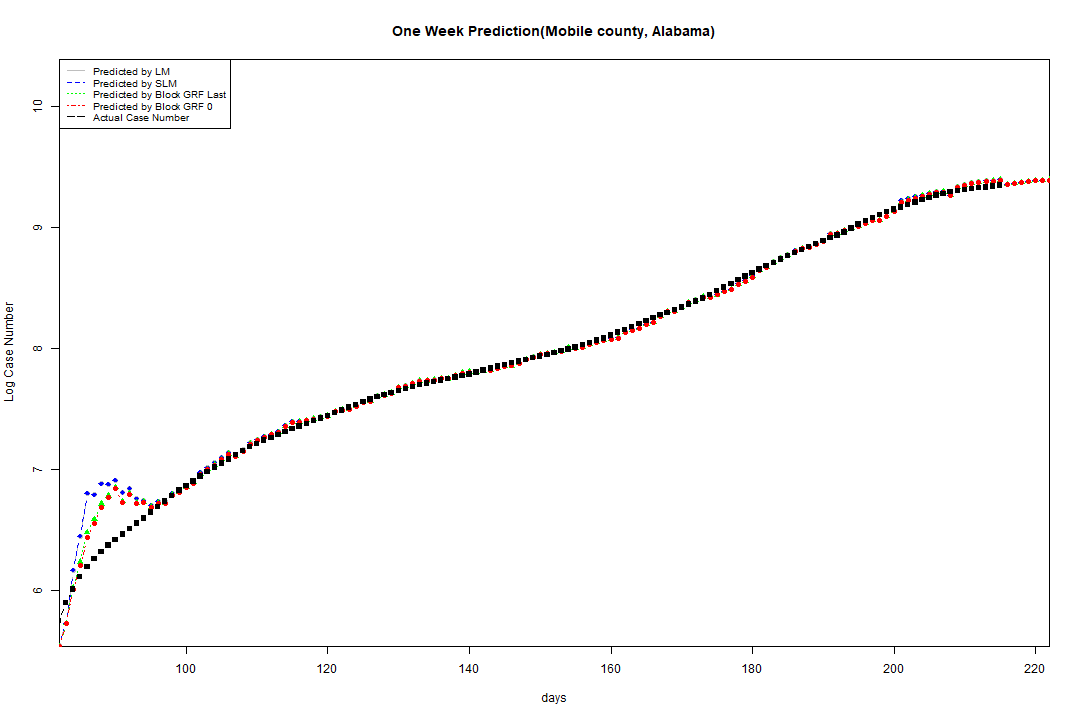 One Week Prediction(Mobile county, Alabama)
Predicted by LM
Predicted by SLM
Predicted by Block GRF Last
Predicted by Block GRF 0
Actual Case Number
10
9
8
7
6
Log Case Number
100 120 140 160 180 200 220
days